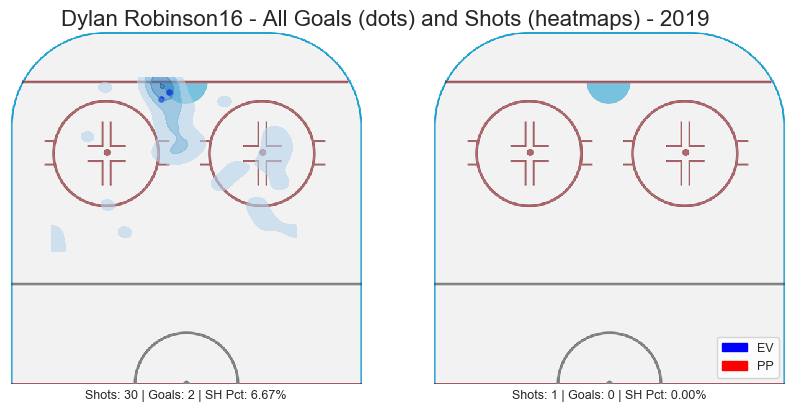 Dylan Robinson16 - All Goals (dots) and Shots (heatmaps) - 2019
EV
PP
Shots: 30 | Goals: 2 | SH Pct: 6.67%
Shots: 1 | Goals: 0 | SH Pct: 0.00%